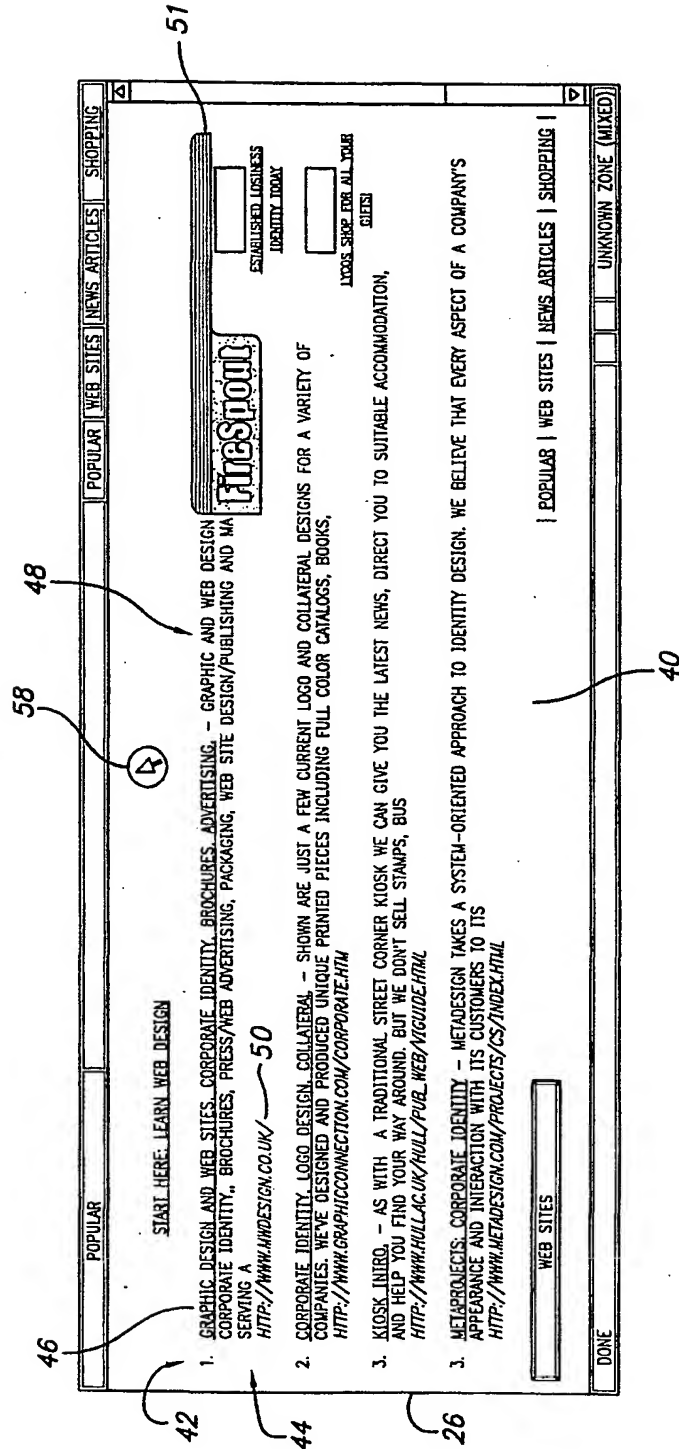 58
48
51
POPULAR
POPULAR | WEB SITES | NEWS ARTICLES | SHOPPING
START HERE: LEARN WEB DESIGN
46
42
44
1. GRAPHIC DESIGN AND WEB SITES, CORPORATE IDENTITY, BROCHURES, ADVERTISING, - GRAPHIC AND WEB DESIGN
CORPORATE IDENTITY,, BROCHURES, PRESS/WEB ADVERTISING, PACKAGING, WEB SITE DESIGN/PUBLISHING AND MA
SERVING A
HTTP://WWW.MWDESIGN.CO.UK/ 50
FireSpout
ESTABLISHED LOSINESS
IDENTITY TODAY
2. CORPORATE IDENTITY, LOGO DESIGN, COLLATERAL - SHOWN ARE JUST A FEW CURRENT LOGO AND COLLATERAL DESIGNS FOR A VARIETY OF
COMPANIES. WE'VE DESIGNED AND PRODUCED UNIQUE PRINTED PIECES INCLUDING FULL COLOR CATALOGS, BOOKS,
HTTP://WWW.GRAPHICCONNECTION.COM/CORPORATE.HTM
LYCOS SHOP FOR ALL YOUR
GIFTS!
3. KIOSK INTRO, - AS WITH A TRADITIONAL STREET CORNER KIOSK WE CAN GIVE YOU THE LATEST NEWS, DIRECT YOU TO SUITABLE ACCOMMODATION,
AND HELP YOU FIND YOUR WAY AROUND. BUT WE DON'T SELL STAMPS, BUS
HTTP://WWW.HULL.AC.UK/HULL/PUB_WEB/VIGUIDE.HTML
3. METAPROJECTS: CORPORATE IDENTITY - METADESIGN TAKES A SYSTEM-ORIENTED APPROACH TO IDENTITY DESIGN. WE BELIEVE THAT EVERY ASPECT OF A COMPANY'S
APPEARANCE AND INTERACTION WITH ITS CUSTOMERS TO ITS
HTTP://WWW.METADESIGN.COM/PROJECTS/CS/INDEX.HTML
WEB SITES
| POPULAR | WEB SITES | NEWS ARTICLES | SHOPPING |
DONE
UNKNOWN ZONE (MIXED)
26
40